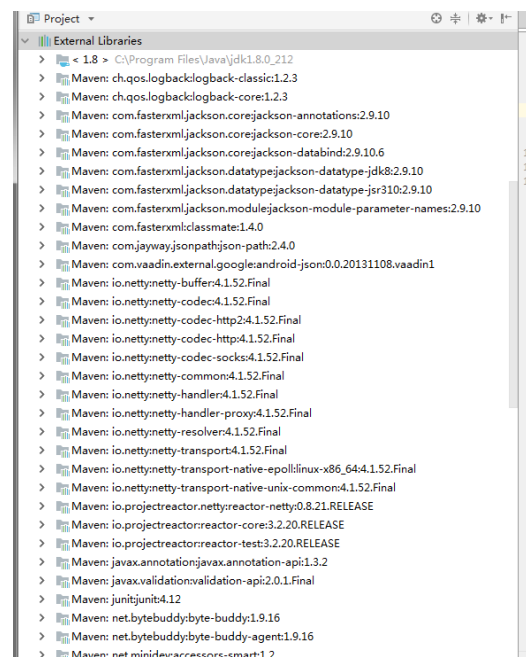 Project
External Libraries
< 1.8 > C:\Program Files\Java\jdk1.8.0_212
Maven: ch.qos.logback:logback-classic:1.2.3
Maven: ch.qos.logback:logback-core:1.2.3
Maven: com.fasterxml.jackson.core:jackson-annotations:2.9.10
Maven: com.fasterxml.jackson.core:jackson-core:2.9.10
Maven: com.fasterxml.jackson.core:jackson-databind:2.9.10.6
Maven: com.fasterxml.jackson.datatype:jackson-datatype-jdk8:2.9.10
Maven: com.fasterxml.jackson.datatype:jackson-datatype-jsr310:2.9.10
Maven: com.fasterxml.jackson.module:jackson-module-parameter-names:2.9.10
Maven: com.fasterxml:classmate:1.4.0
Maven: com.jayway.jsonpath:json-path:2.4.0
Maven: com.vaadin.external.google:android-json:0.0.20131108.vaadin1
Maven: io.netty:netty-buffer:4.1.52.Final
Maven: io.netty:netty-codec:4.1.52.Final
Maven: io.netty:netty-codec-http2:4.1.52.Final
Maven: io.netty:netty-codec-http:4.1.52.Final
Maven: io.netty:netty-codec-socks:4.1.52.Final
Maven: io.netty:netty-common:4.1.52.Final
Maven: io.netty:netty-handler:4.1.52.Final
Maven: io.netty:netty-handler-proxy:4.1.52.Final
Maven: io.netty:netty-resolver:4.1.52.Final
Maven: io.netty:netty-transport:4.1.52.Final
Maven: io.netty:netty-transport-native-epoll:linux-x86_64:4.1.52.Final
Maven: io.netty:netty-transport-native-unix-common:4.1.52.Final
Maven: io.projectreactor.netty:reactor-netty:0.8.21.RELEASE
Maven: io.projectreactor:reactor-core:3.2.20.RELEASE
Maven: io.projectreactor:reactor-test:3.2.20.RELEASE
Maven: javax.annotation:javax.annotation-api:1.3.2
Maven: javax.validation:validation-api:2.0.1.Final
Maven: junit:junit:4.12
Maven: net.bytebuddy:byte-buddy:1.9.16
Maven: net.bytebuddy:byte-buddy-agent:1.9.16
Maven: net.minidev:accessors-smart:1.2